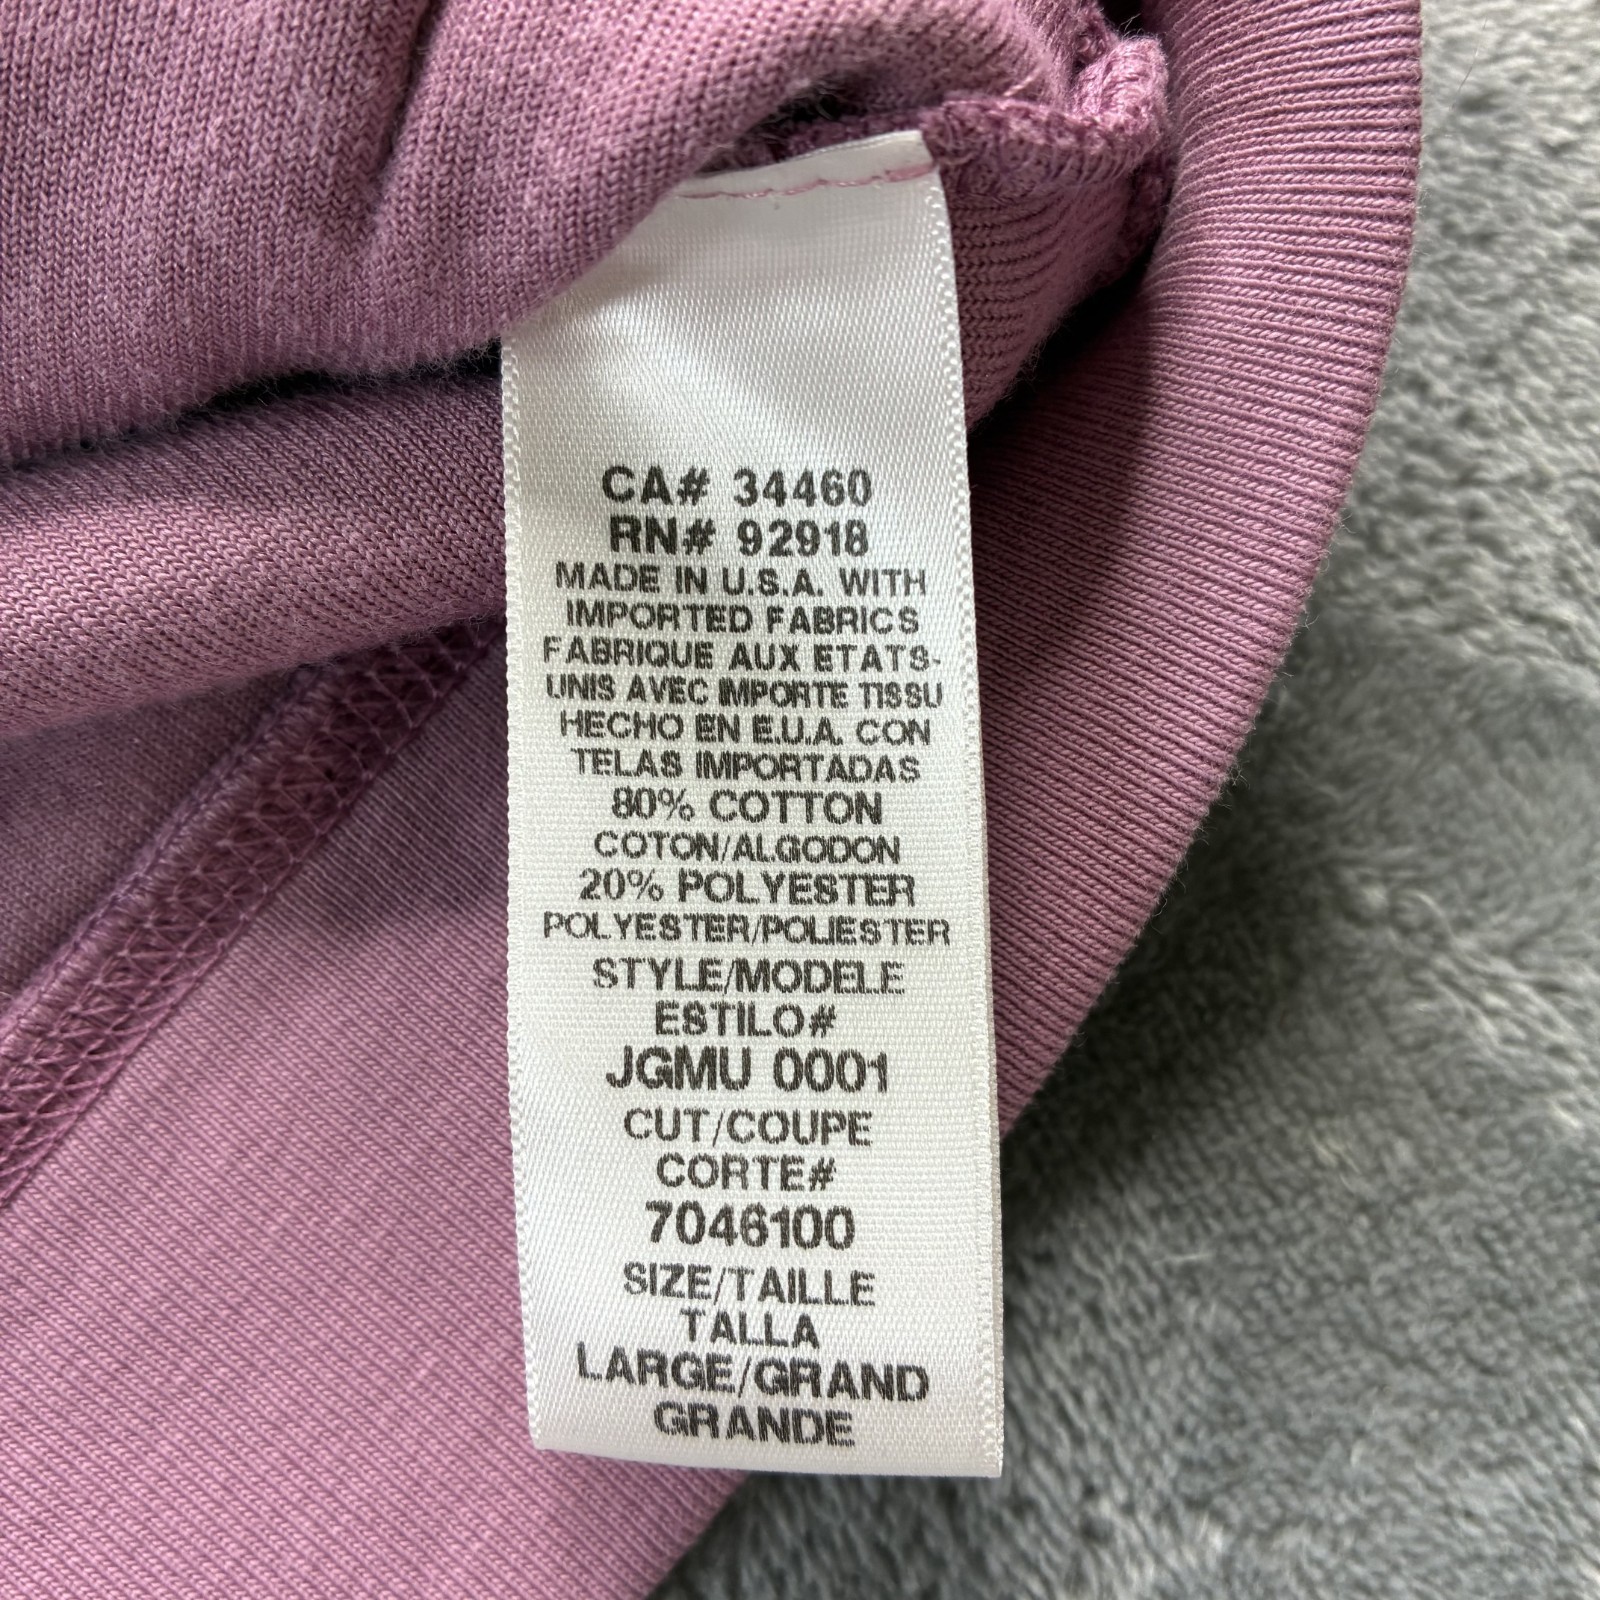 CA# 34460
RN# 92918
MADE IN U.S.A. WITH
IMPORTED FABRICS
FABRIQUE AUX ETATS-
UNIS AVEC IMPORTE TISSU
HECHO EN E.U.A. CON
TELAS IMPORTADAS
80% COTTON
COTON/ALGODON
20% POLYESTER
POLYESTER/POLIESTER
STYLE/MODELE
ESTILO#
JGMU 0001
CUT/COUPE
CORTE#
7046100
SIZE/TAILLE
TALLA
LARGE/GRAND
GRANDE